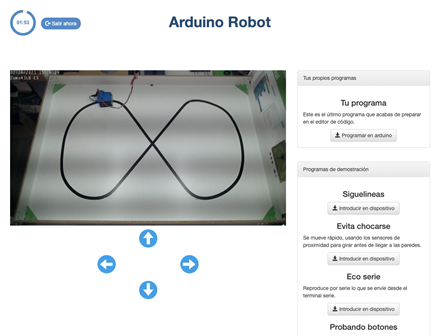 01:53
Salir ahora
Arduino Robot
Tus propios programas
Tu programa
Este es el último programa que acabas de preparar
en el editor de código.
Programar en arduino
Programas de demostración
Siguelineas
Introducir en dispositivo
Evita chocarse
Se mueve rápido, usando los sensores de
proximidad para girar antes de llegar a las paredes.
Introducir en dispositivo
Eco serie
Reproduce por serie lo que se envíe desde el
terminal serie.
Introducir en dispositivo
Probando botones